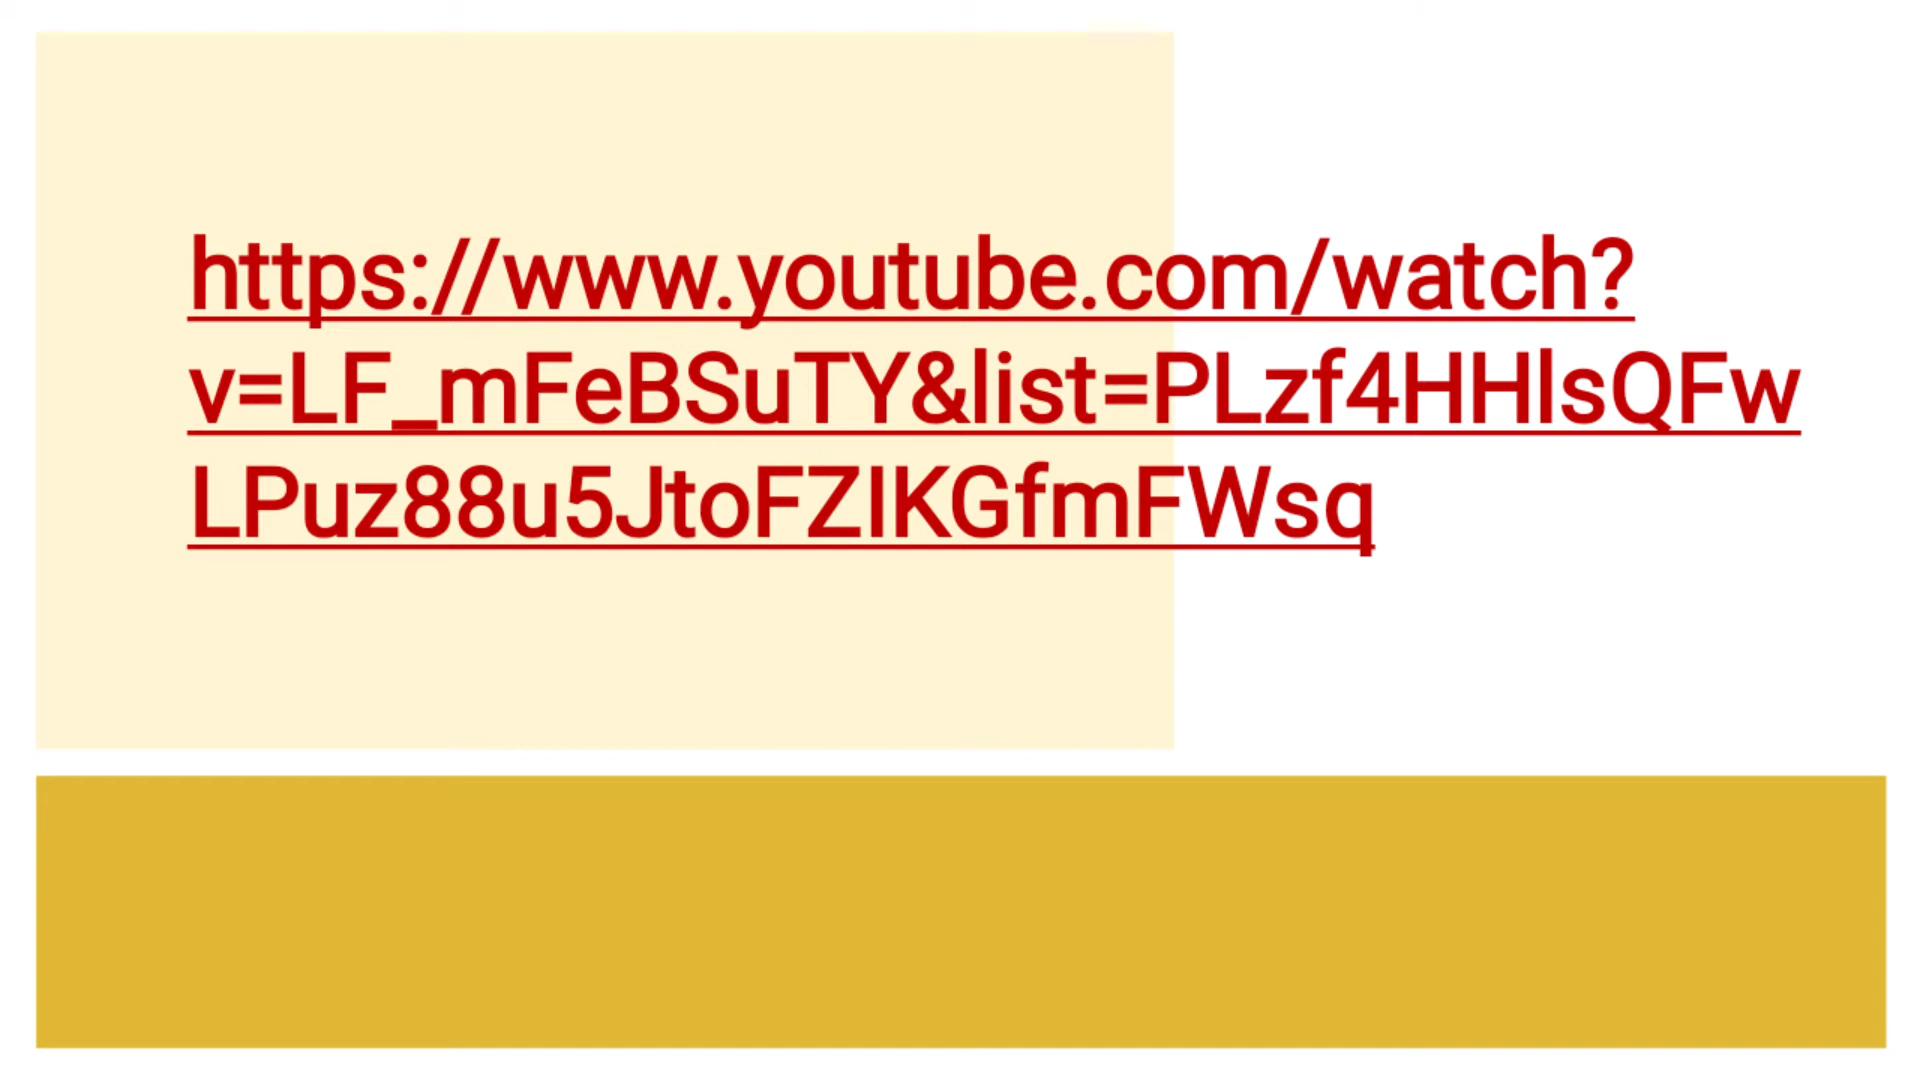 https://www.youtube.com/watch?
v=LF_mFeBSuTY&list=PLzf4HHlsQFw
LPuz88u5JtoFZIKGfmFWsq